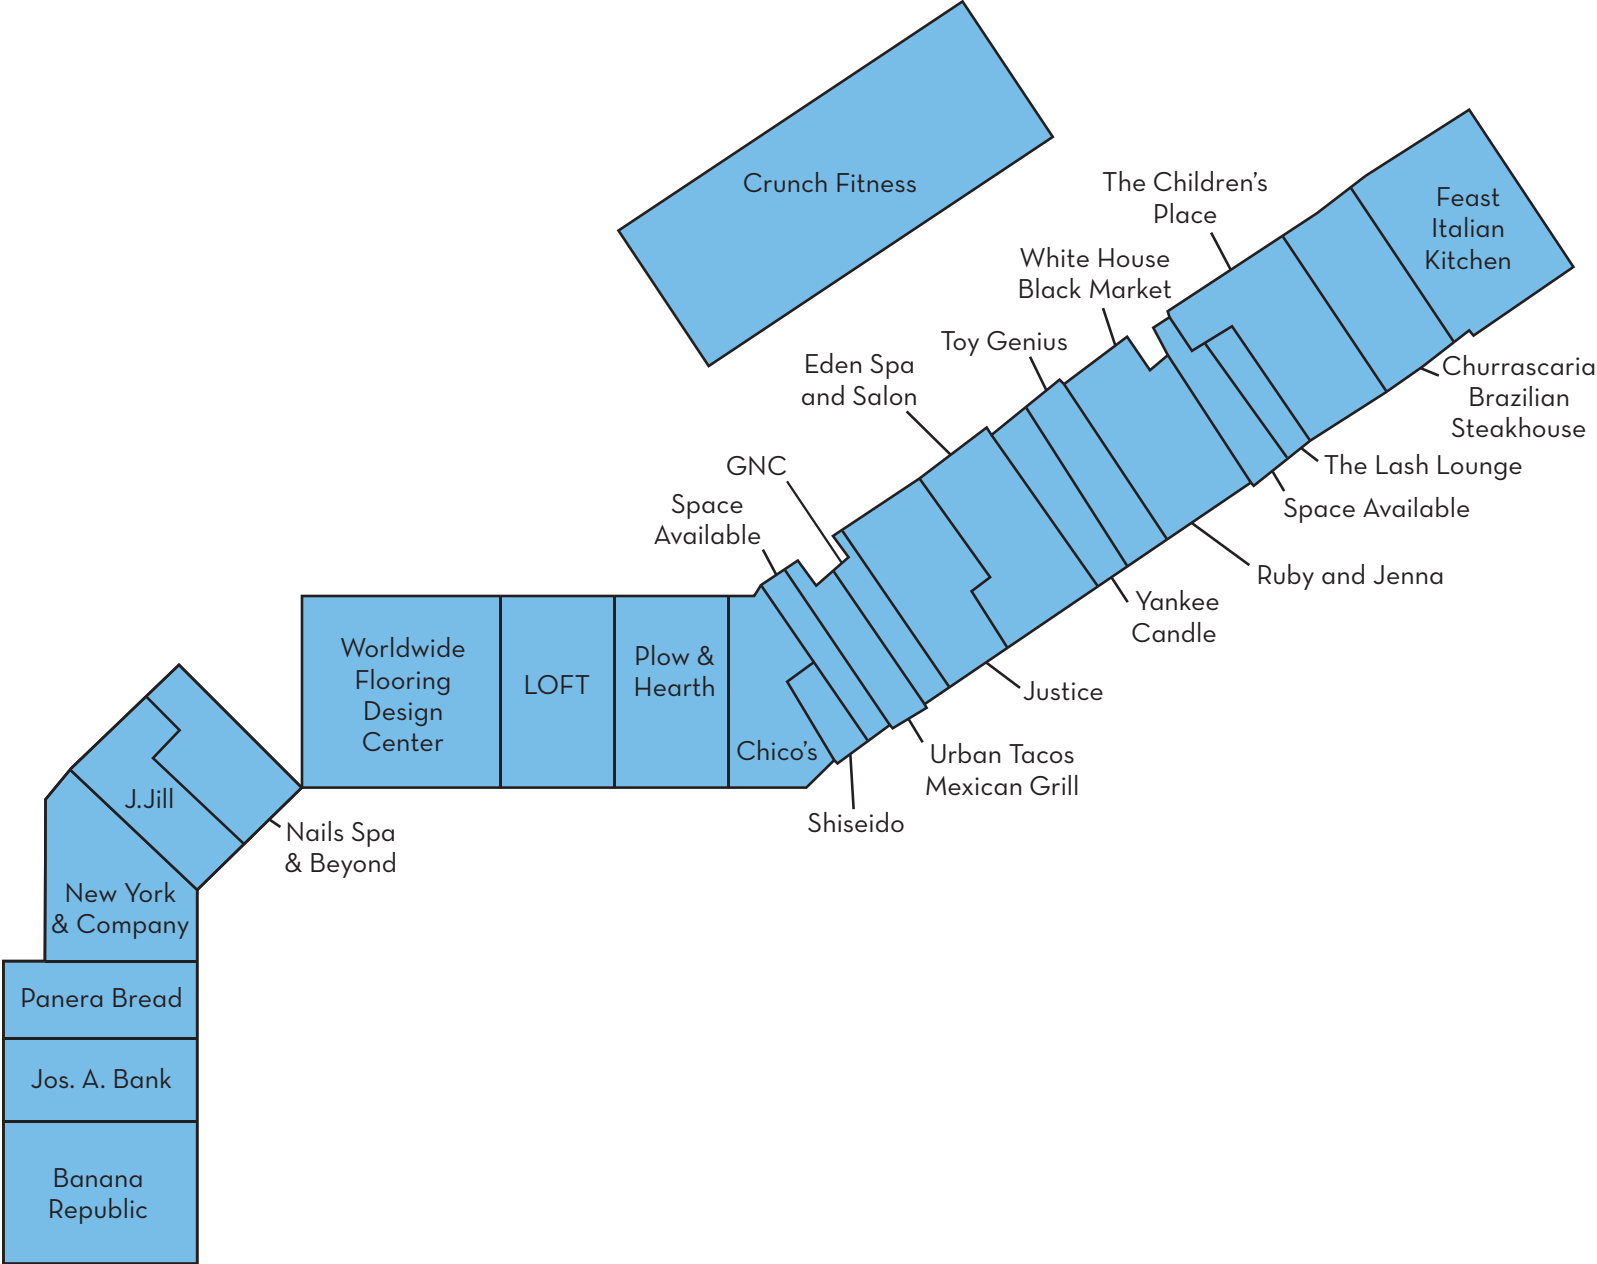 Crunch Fitness
The Children’s
Place
Feast
Italian
Kitchen
White House
Black Market
Toy Genius
Eden Spa
and Salon
Churrascaria
Brazilian
Steakhouse
GNC
The Lash Lounge
Space
Available
Space Available
Ruby and Jenna
Yankee
Candle
Worldwide
Flooring
Design
Center
LOFT
Plow &
Hearth
Chico’s
Justice
Urban Tacos
Mexican Grill
Shiseido
J.Jill
Nails Spa
& Beyond
New York
& Company
Panera Bread
Jos. A. Bank
Banana
Republic